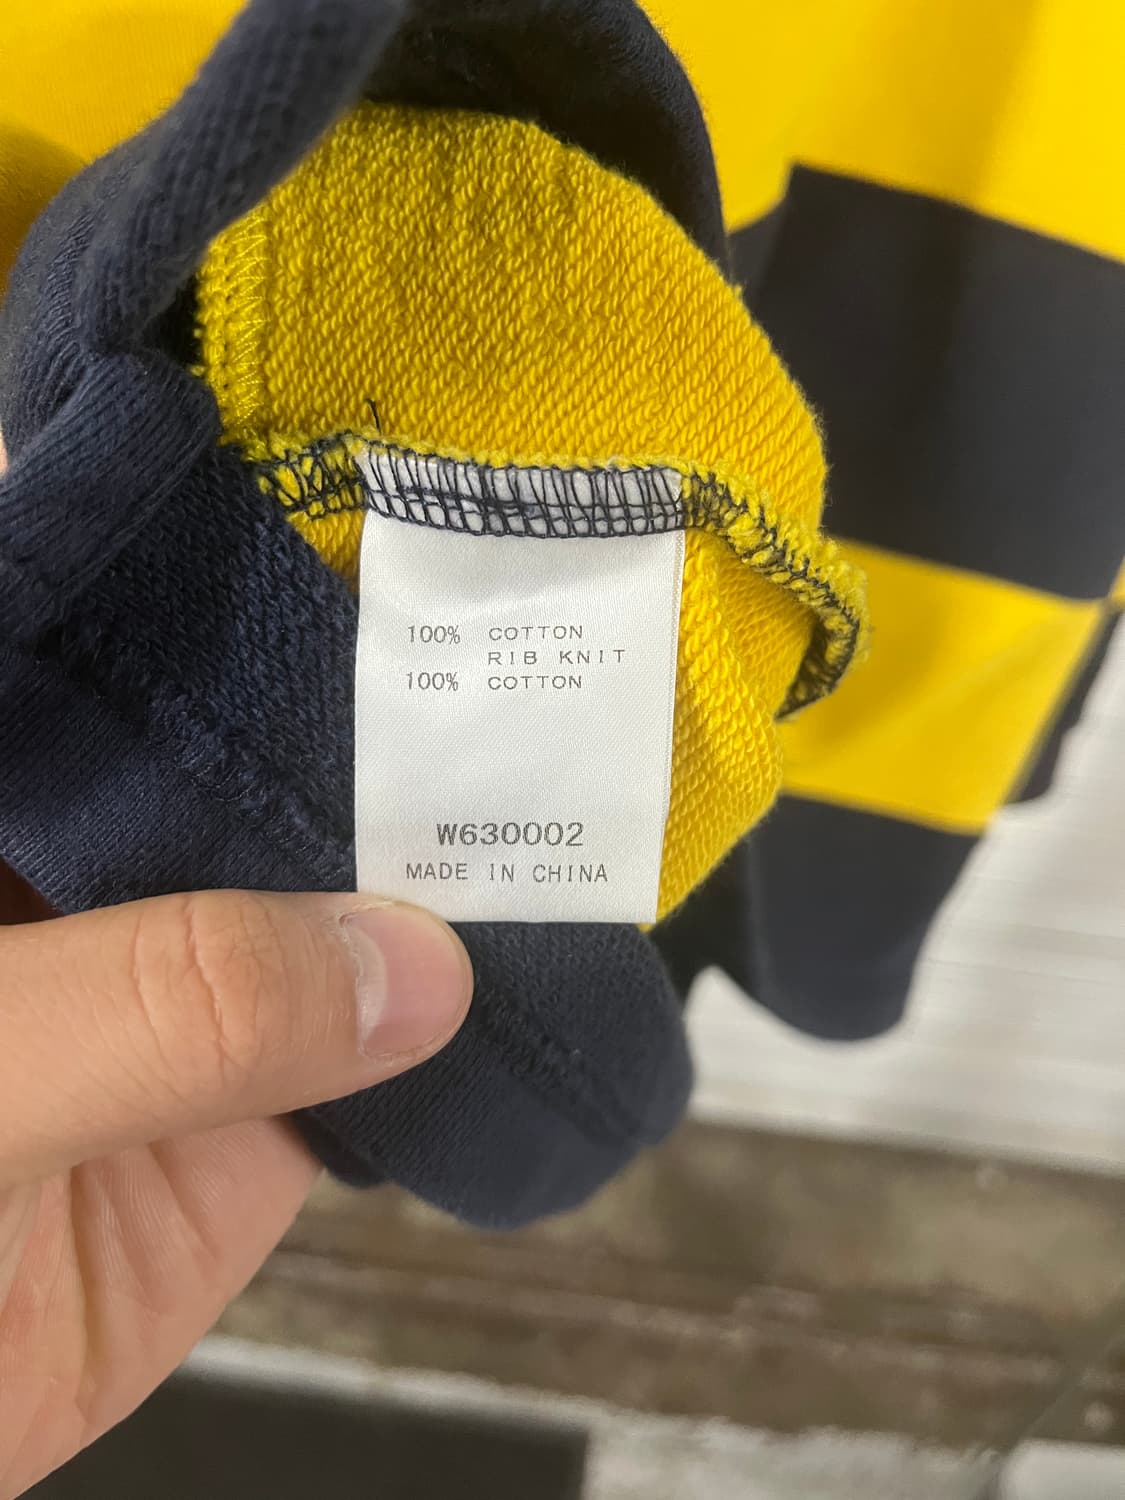 100% COTTON
RIB KNIT
100% COTTON
W630002
MADE IN CHINA